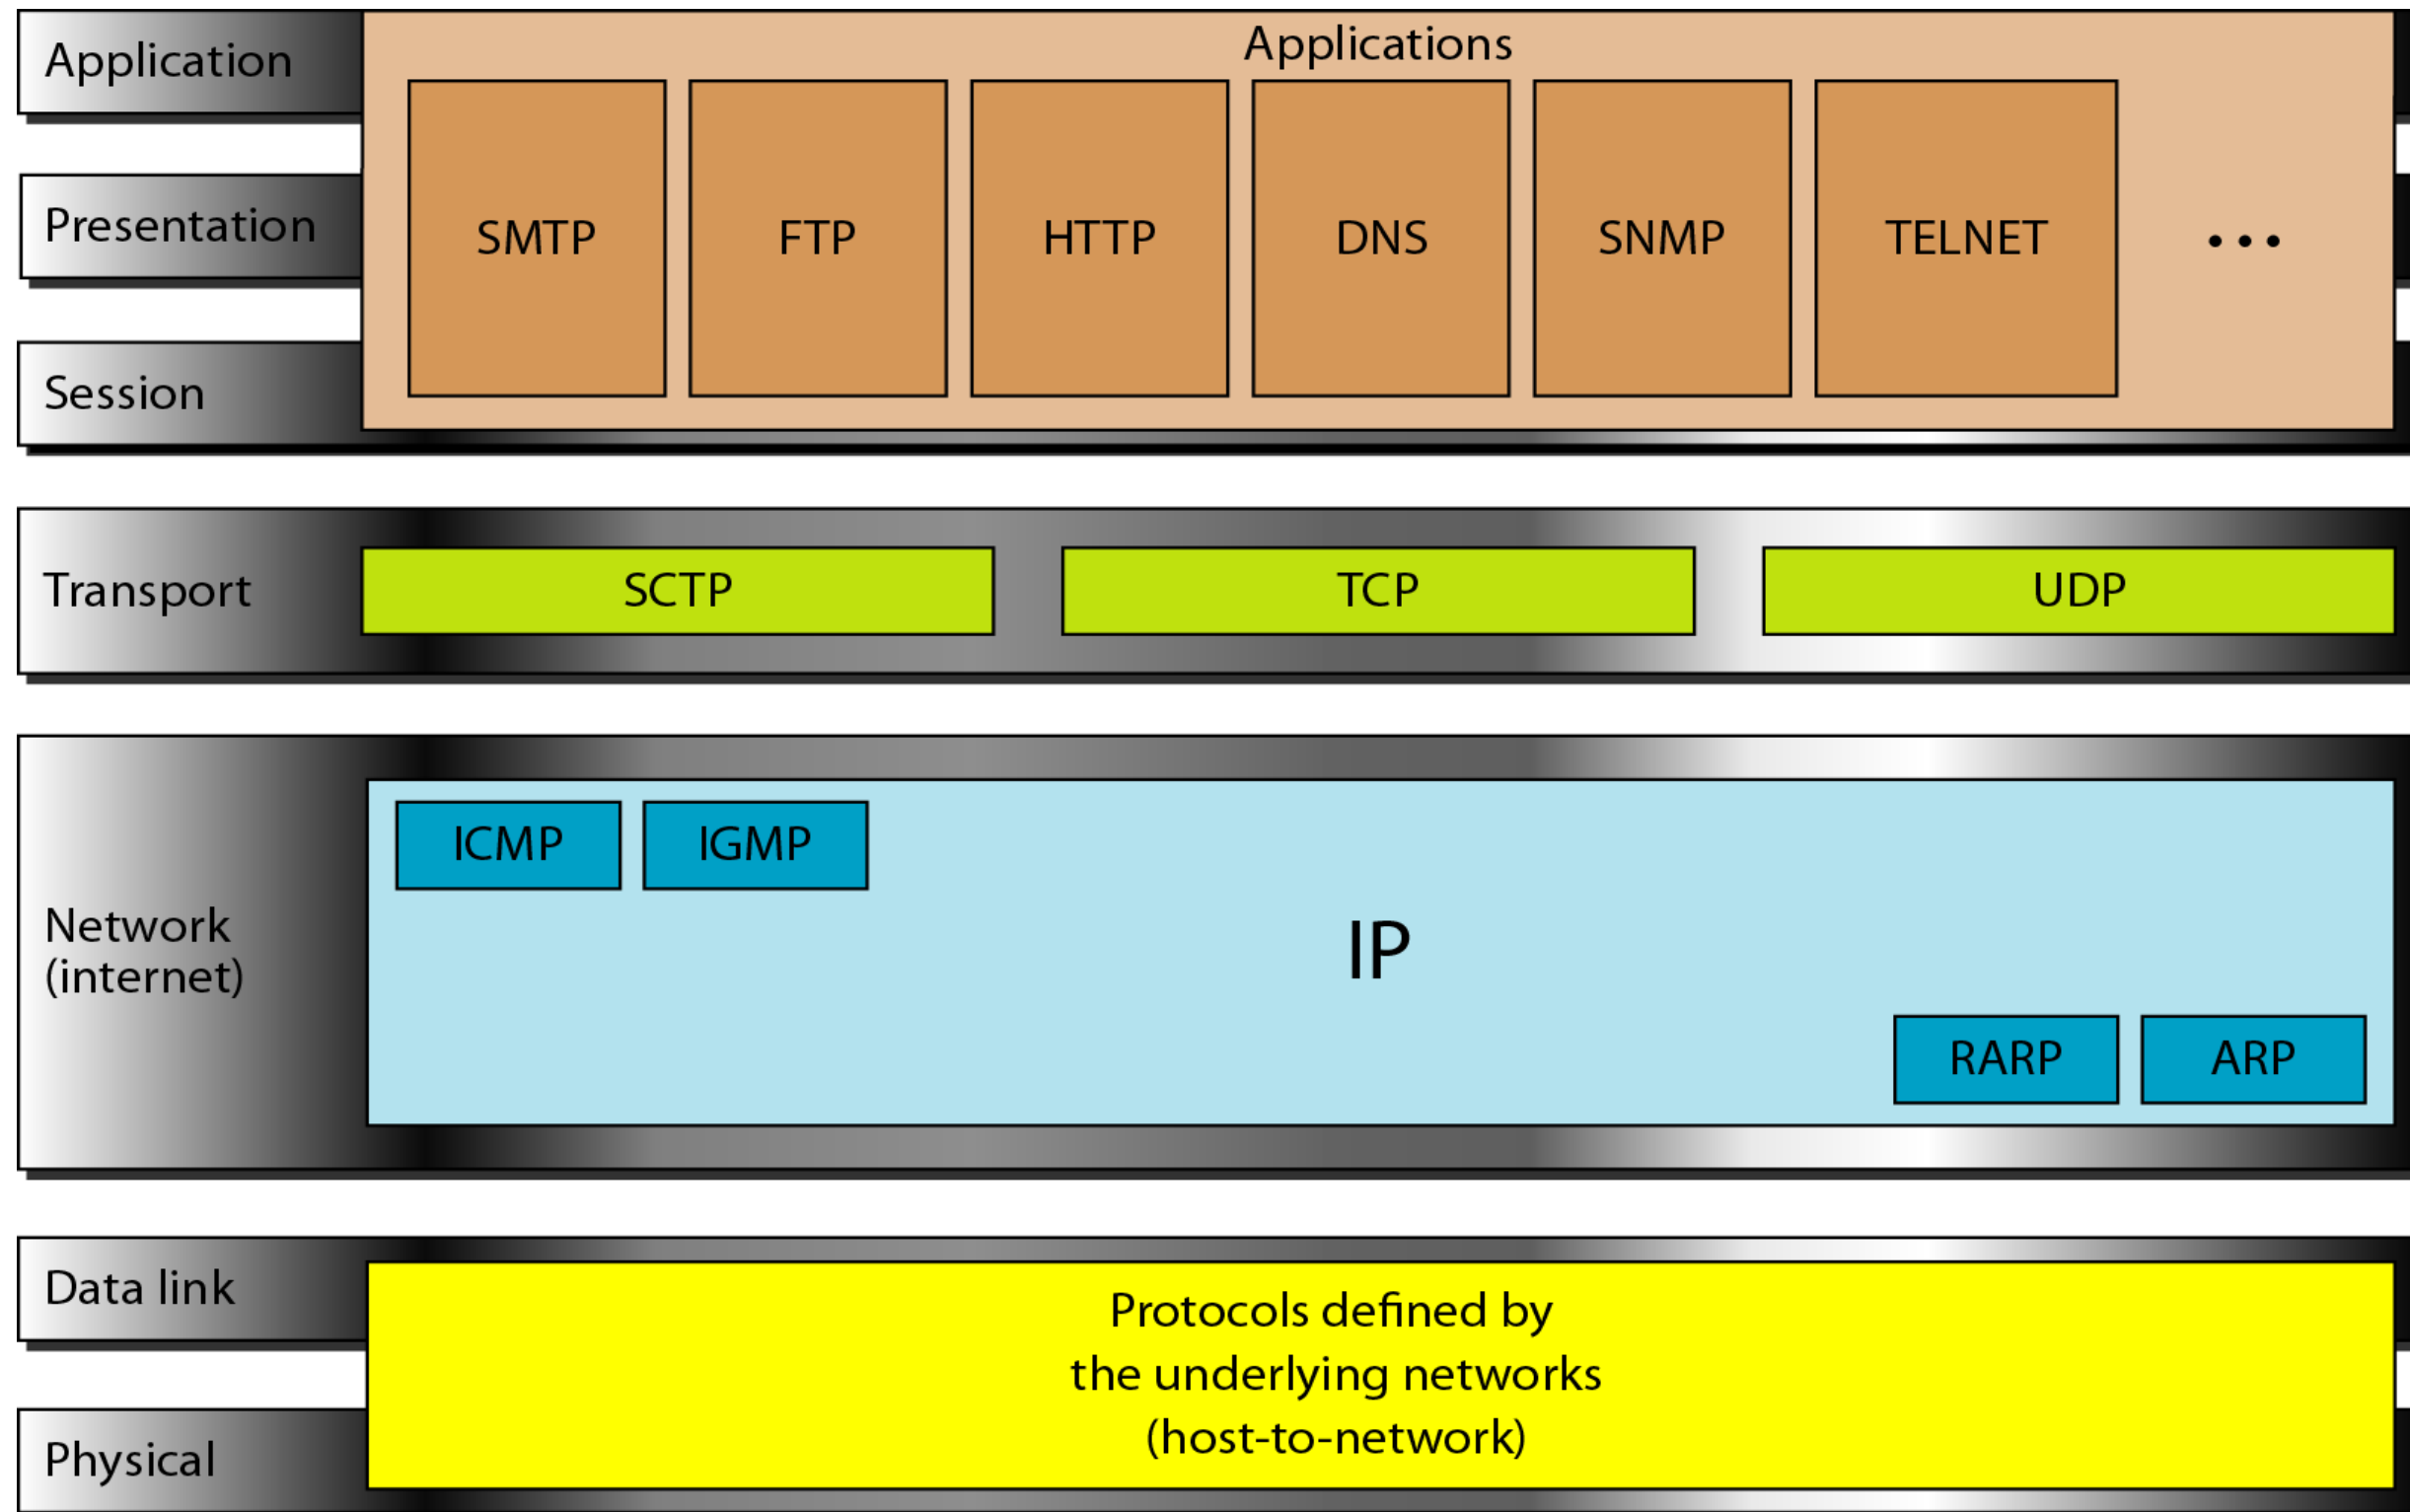 Application
Applications
Presentation
SMTP
FTP
HTTP
DNS
SNMP
TELNET
...
Session
Transport
SCTP
TCP
UDP
Network
(internet)
ICMP
IGMP
IP
RARP
ARP
Data link
Physical
Protocols defined by
the underlying networks
(host-to-network)